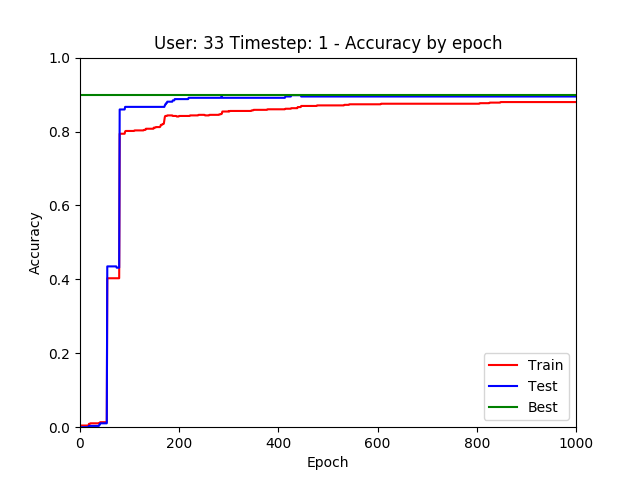 User: 33 Timestep: 1 - Accuracy by epoch
1.0
0.8
0.6
0.4
0.2
0.0
Accuracy
0 200 400 600 800 1000
Epoch
Train
Test
Best